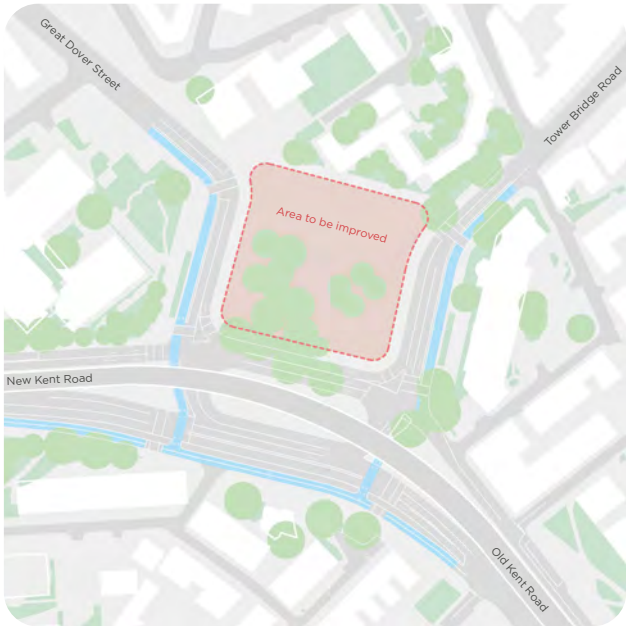 Great Dover Street
Tower Bridge Road
Area to be improved
New Kent Road
Old Kent Road